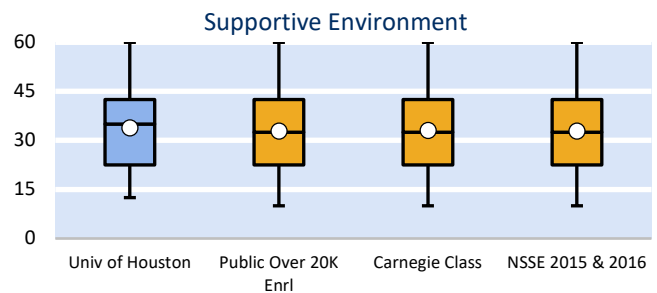 Supportive Environment
60
45
30
15
0
Univ of Houston
Public Over 20K
Enrl
Carnegie Class
NSSE 2015 & 2016